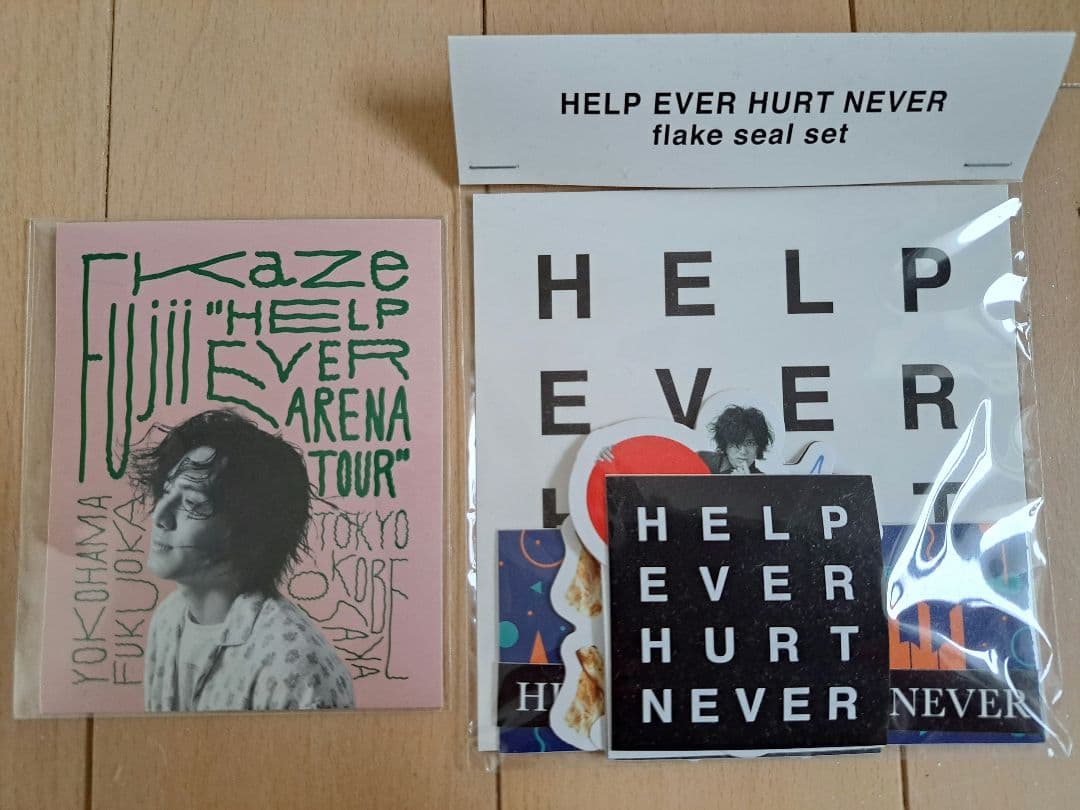 Fujii Kaze
"HELP
EVER
ARENA
TOUR"
YOKOHAMA
FUKUOKA
TOKYO
KOBE
OSAKA
HELP EVER HURT NEVER
flake seal set
HELP
EVER
HELP
EVER
HURT
NEVER
NEVER